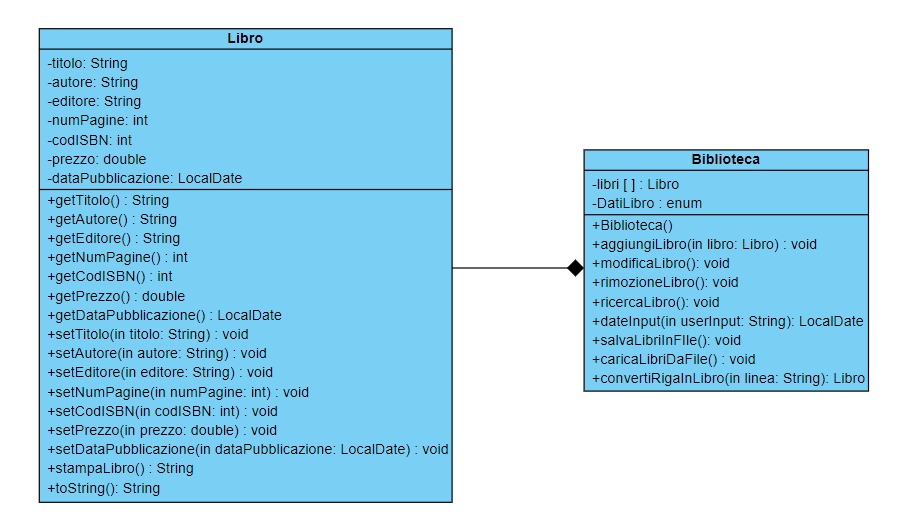 Libro
-titolo: String
-autore: String
-editore: String
-numPagine: int
-codISBN: int
-prezzo: double
-dataPubblicazione: LocalDate
+getTitolo() : String
+getAutore() : String
+getEditore() : String
+getNumPagine() : int
+getCodISBN() : int
+getPrezzo() : double
+getDataPubblicazione() : LocalDate
+setTitolo(in titolo: String) : void
+setAutore(in autore: String) : void
+setEditore(in editore: String) : void
+setNumPagine(in numPagine: int) : void
+setCodISBN(in codISBN: int) : void
+setPrezzo(in prezzo: double) : void
+setDataPubblicazione(in dataPubblicazione: LocalDate) : void
+stampaLibro() : String
+toString(): String
Biblioteca
-libri [ ] : Libro
-DatiLibro : enum
+Biblioteca()
+aggiungiLibro(in libro: Libro) : void
+modificaLibro(): void
+rimozioneLibro(): void
+ricercaLibro(): void
+dateInput(in userInput: String): LocalDate
+salvaLibriInFIle(): void
+caricaLibriDaFile() : void
+convertiRigaInLibro(in linea: String): Libro